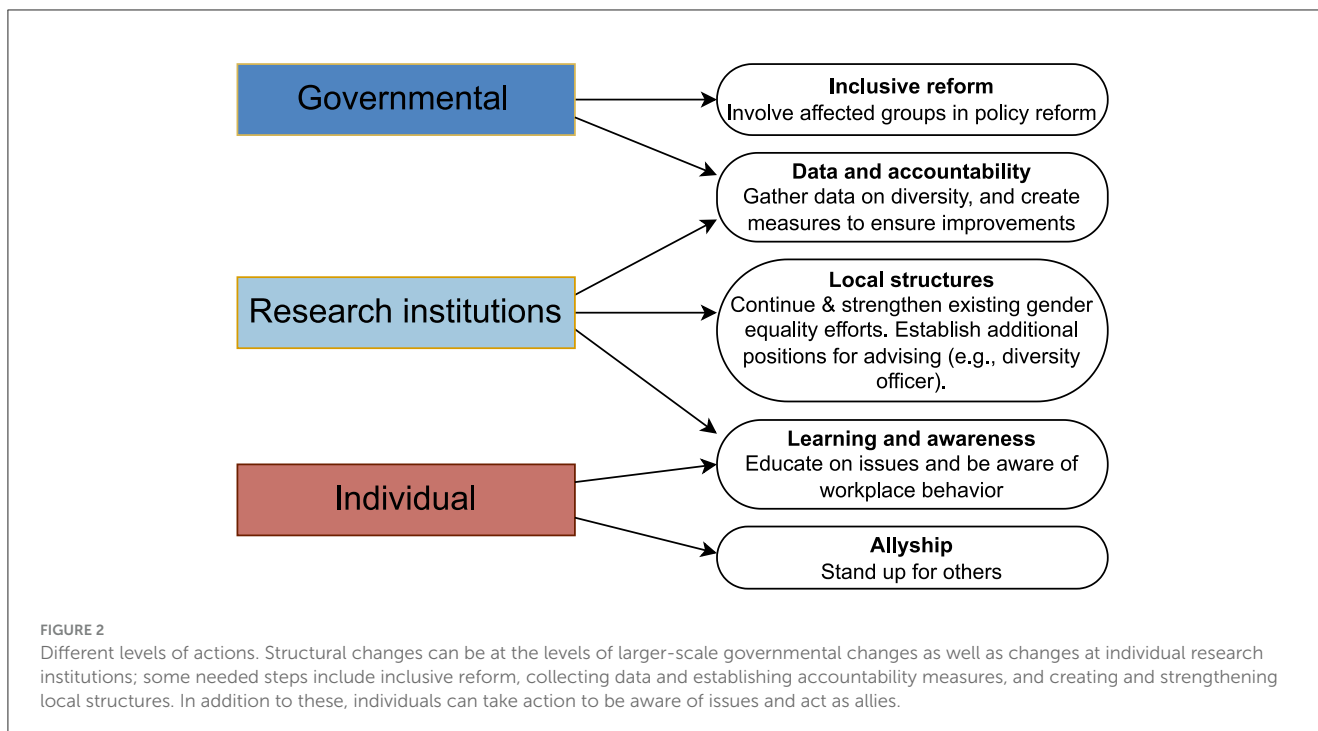 Governmental
Inclusive reform
Involve affected groups in policy reform
Data and accountability
Gather data on diversity, and create
measures to ensure improvements
Research institutions
Local structures
Continue & strengthen existing gender
equality efforts. Establish additional
positions for advising (e.g., diversity
officer).
Individual
Learning and awareness
Educate on issues and be aware of
workplace behavior
Allyship
Stand up for others
FIGURE 2
Different levels of actions. Structural changes can be at the levels of larger-scale governmental changes as well as changes at individual research
institutions; some needed steps include inclusive reform, collecting data and establishing accountability measures, and creating and strengthening
local structures. In addition to these, individuals can take action to be aware of issues and act as allies.